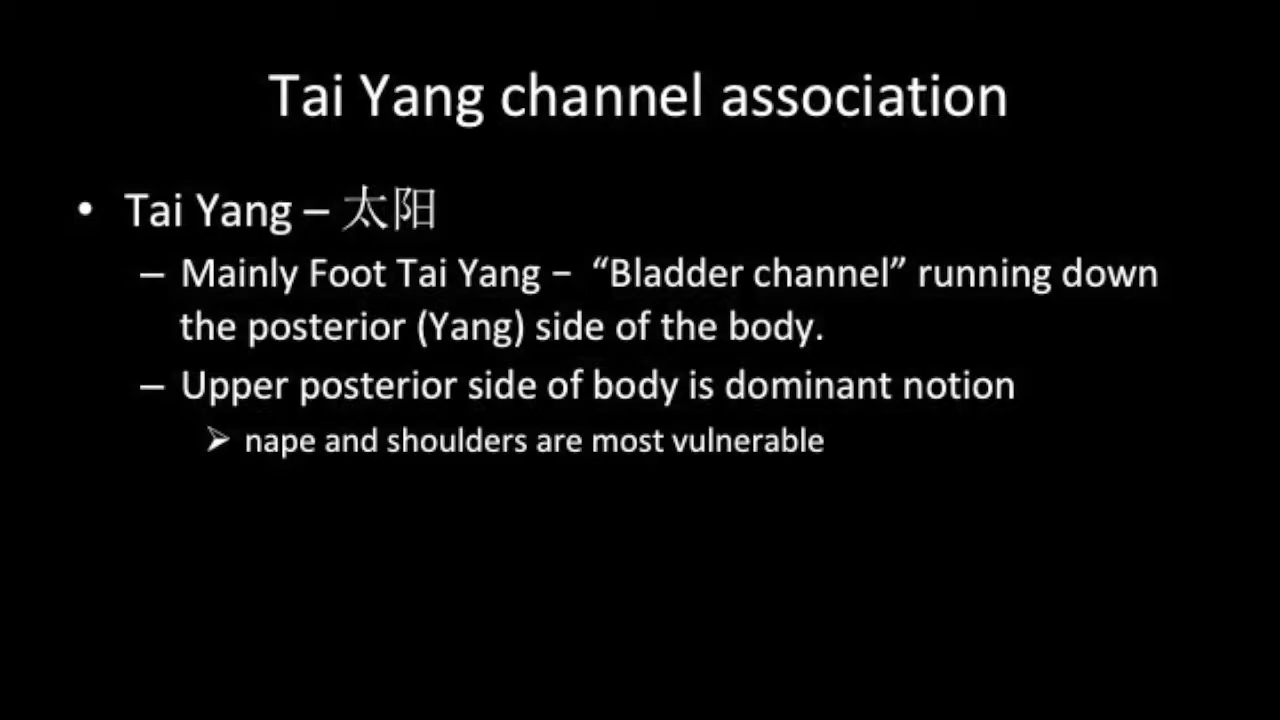 Tai Yang channel association
• Tai Yang – 太阳
– Mainly Foot Tai Yang – “Bladder channel” running down
the posterior (Yang) side of the body.
– Upper posterior side of body is dominant notion
➢ nape and shoulders are most vulnerable